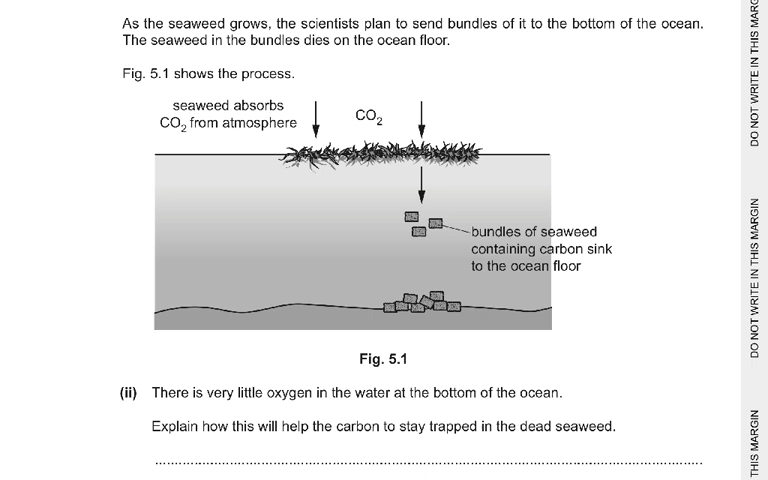 As the seaweed grows, the scientists plan to send bundles of it to the bottom of the ocean.
The seaweed in the bundles dies on the ocean floor.
Fig. 5.1 shows the process.
seaweed absorbs
CO₂ from atmosphere
CO₂
bundles of seaweed
containing carbon sink
to the ocean floor
Fig. 5.1
(ii) There is very little oxygen in the water at the bottom of the ocean.
Explain how this will help the carbon to stay trapped in the dead seaweed.
DO NOT WRITE IN THIS MARG
DO NOT WRITE IN THIS MARGIN
THIS MARGIN